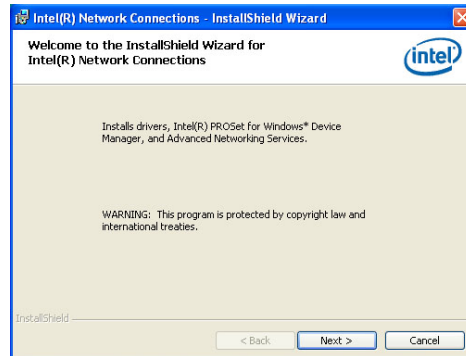 Intel(R) Network Connections - InstallShield Wizard
Welcome to the InstallShield Wizard for
Intel(R) Network Connections
intel
Installs drivers, Intel(R) PROSet for Windows* Device
Manager, and Advanced Networking Services.
WARNING: This program is protected by copyright law and
international treaties.
InstallShield
< Back
Next >
Cancel